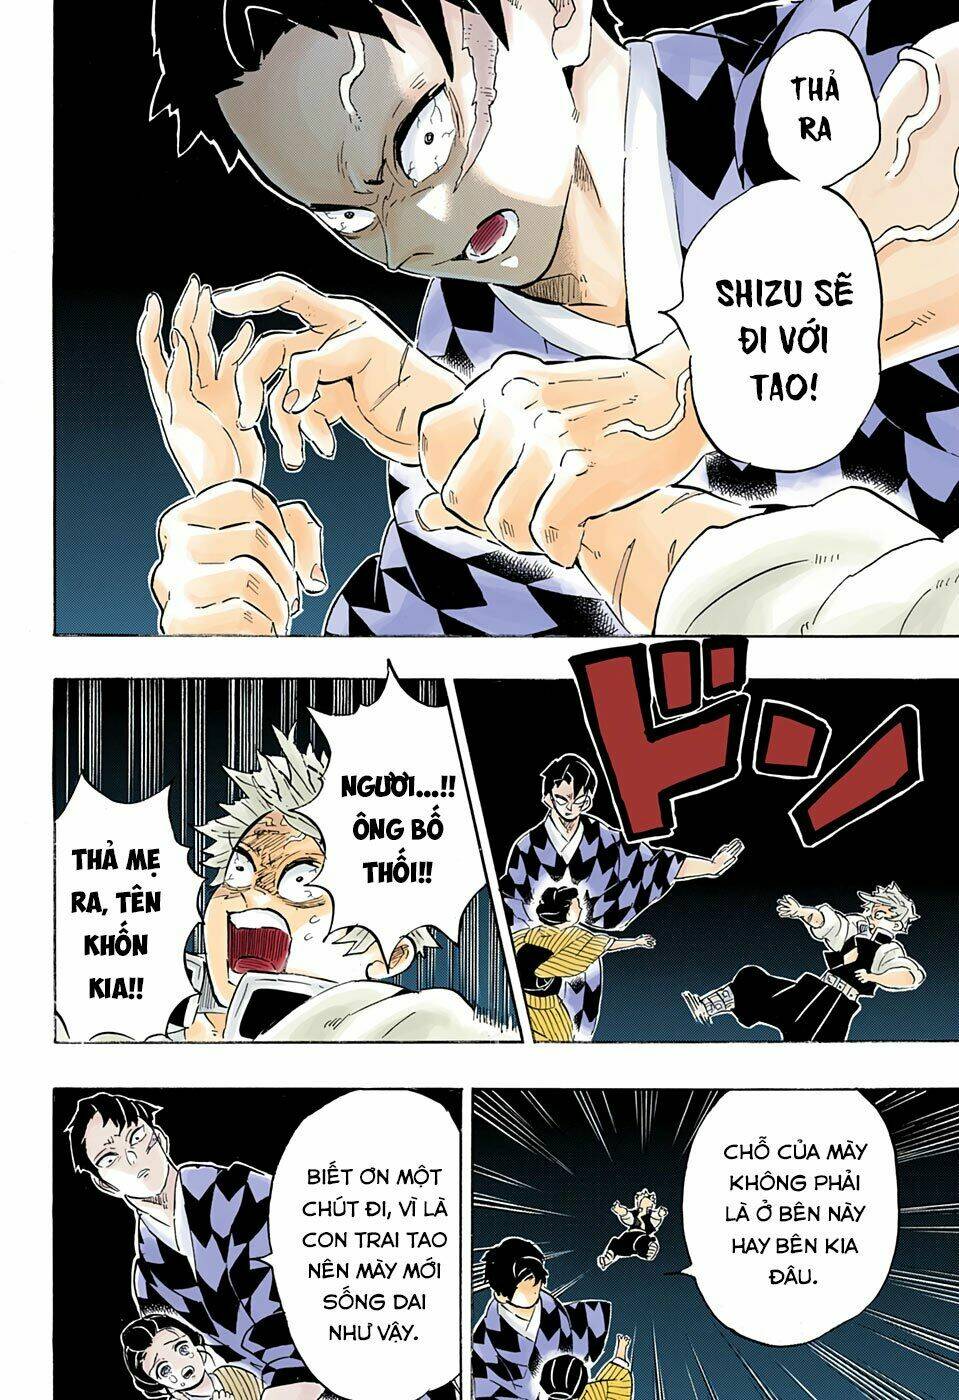 THẢ
RA
SHIZU SẼ
ĐI VỚI
TAO!
ドン
NGƯƠI...!!
ÔNG BỐ
THỐI!!
THẢ MẸ
RA, TÊN
KHỐN
KIA!!
CHỖ CỦA MÀY
KHÔNG PHẢI
LÀ Ở BÊN NÀY
HAY BÊN KIA
ĐÂU.
BIẾT ƠN MỘT
CHÚT ĐI, VÌ LÀ
CON TRAI TAO
NÊN MÀY MỚI
SỐNG DAI
NHƯ VẬY.